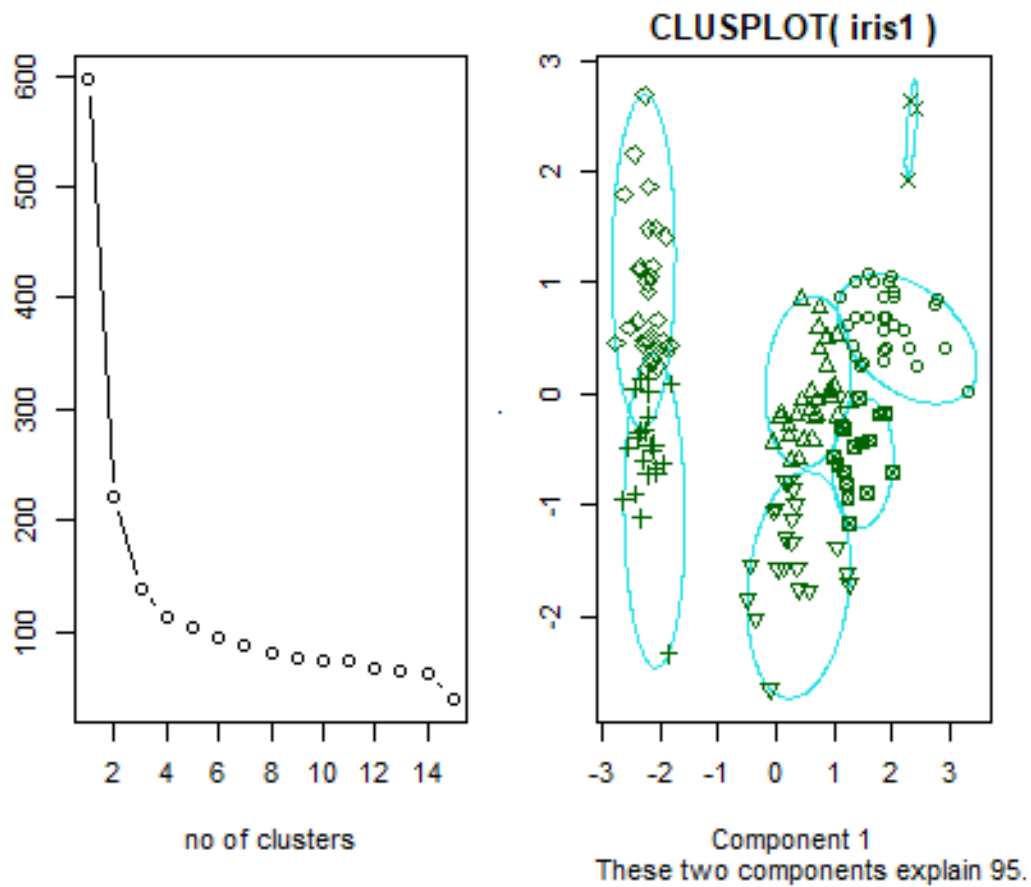 CLUSPLOT( iris1 )
600
500
400
300
200
100
2 4 6 8 10 12 14
no of clusters
3
2
1
0
-1
-2
-3 -2 -1 0 1 2 3
Component 1
These two components explain 95.